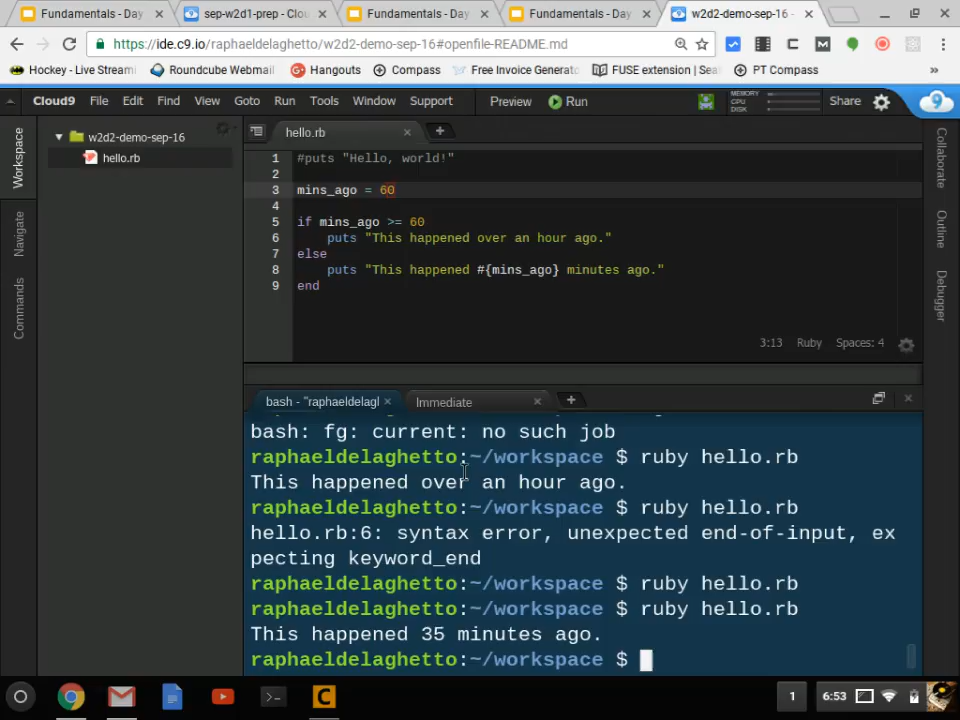 Fundamentals - Day
sep-w2d1-prep - Clou
Fundamentals - Day
Fundamentals - Day
w2d2-demo-sep-16 -
https://ide.c9.io/raphaeldelaghetto/w2d2-demo-sep-16#openfile-README.md
Hockey - Live Streami
Roundcube Webmail
Hangouts
Compass
Free Invoice Generato
FUSE extension | Sea
PT Compass
»
Cloud9 File Edit Find View Goto Run Tools Window Support Preview Run MEMORY CPU DISK Share
Workspace
Navigate
Commands
w2d2-demo-sep-16
hello.rb
hello.rb
1 #puts "Hello, world!"
2
3 mins_ago = 60
4
5 if mins_ago >= 60
6 puts "This happened over an hour ago."
7 else
8 puts "This happened #{mins_ago} minutes ago."
9 end
3:13 Ruby Spaces: 4
Collaborate
Outline
Debugger
bash - "raphaeldelagl
Immediate
bash: fg: current: no such job
raphaeldelaghetto:~/workspace $ ruby hello.rb
This happened over an hour ago.
raphaeldelaghetto:~/workspace $ ruby hello.rb
hello.rb:6: syntax error, unexpected end-of-input, ex
pecting keyword_end
raphaeldelaghetto:~/workspace $ ruby hello.rb
raphaeldelaghetto:~/workspace $ ruby hello.rb
This happened 35 minutes ago.
raphaeldelaghetto:~/workspace $
1
6:53